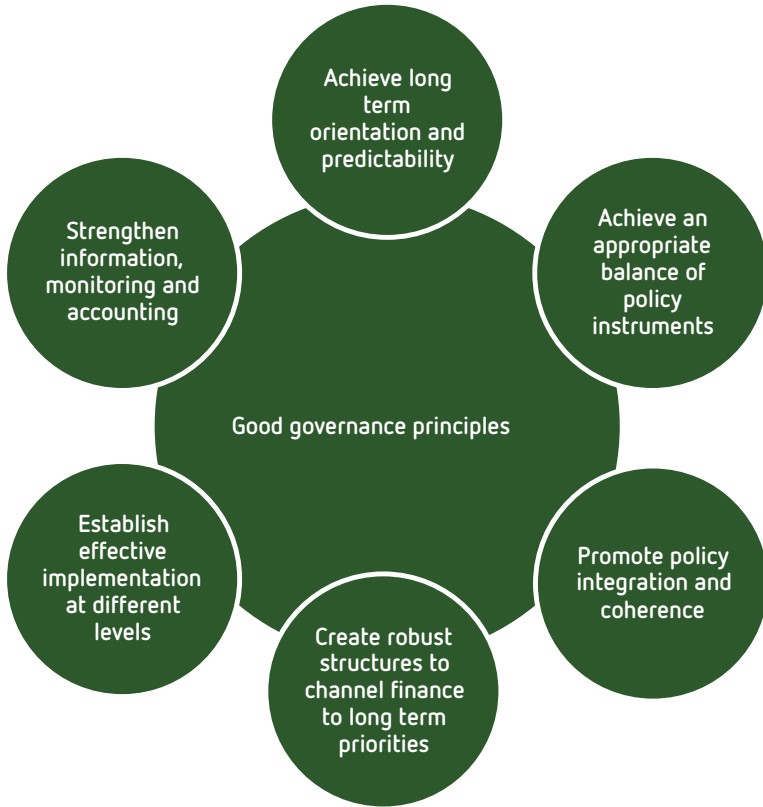 Achieve long
term
orientation and
predictability
Achieve an
appropriate
balance of
policy
instruments
Promote policy
integration and
coherence
Create robust
structures to
channel finance
to long term
priorities
Establish
effective
implementation
at different
levels
Strengthen
information,
monitoring and
accounting
Good governance principles